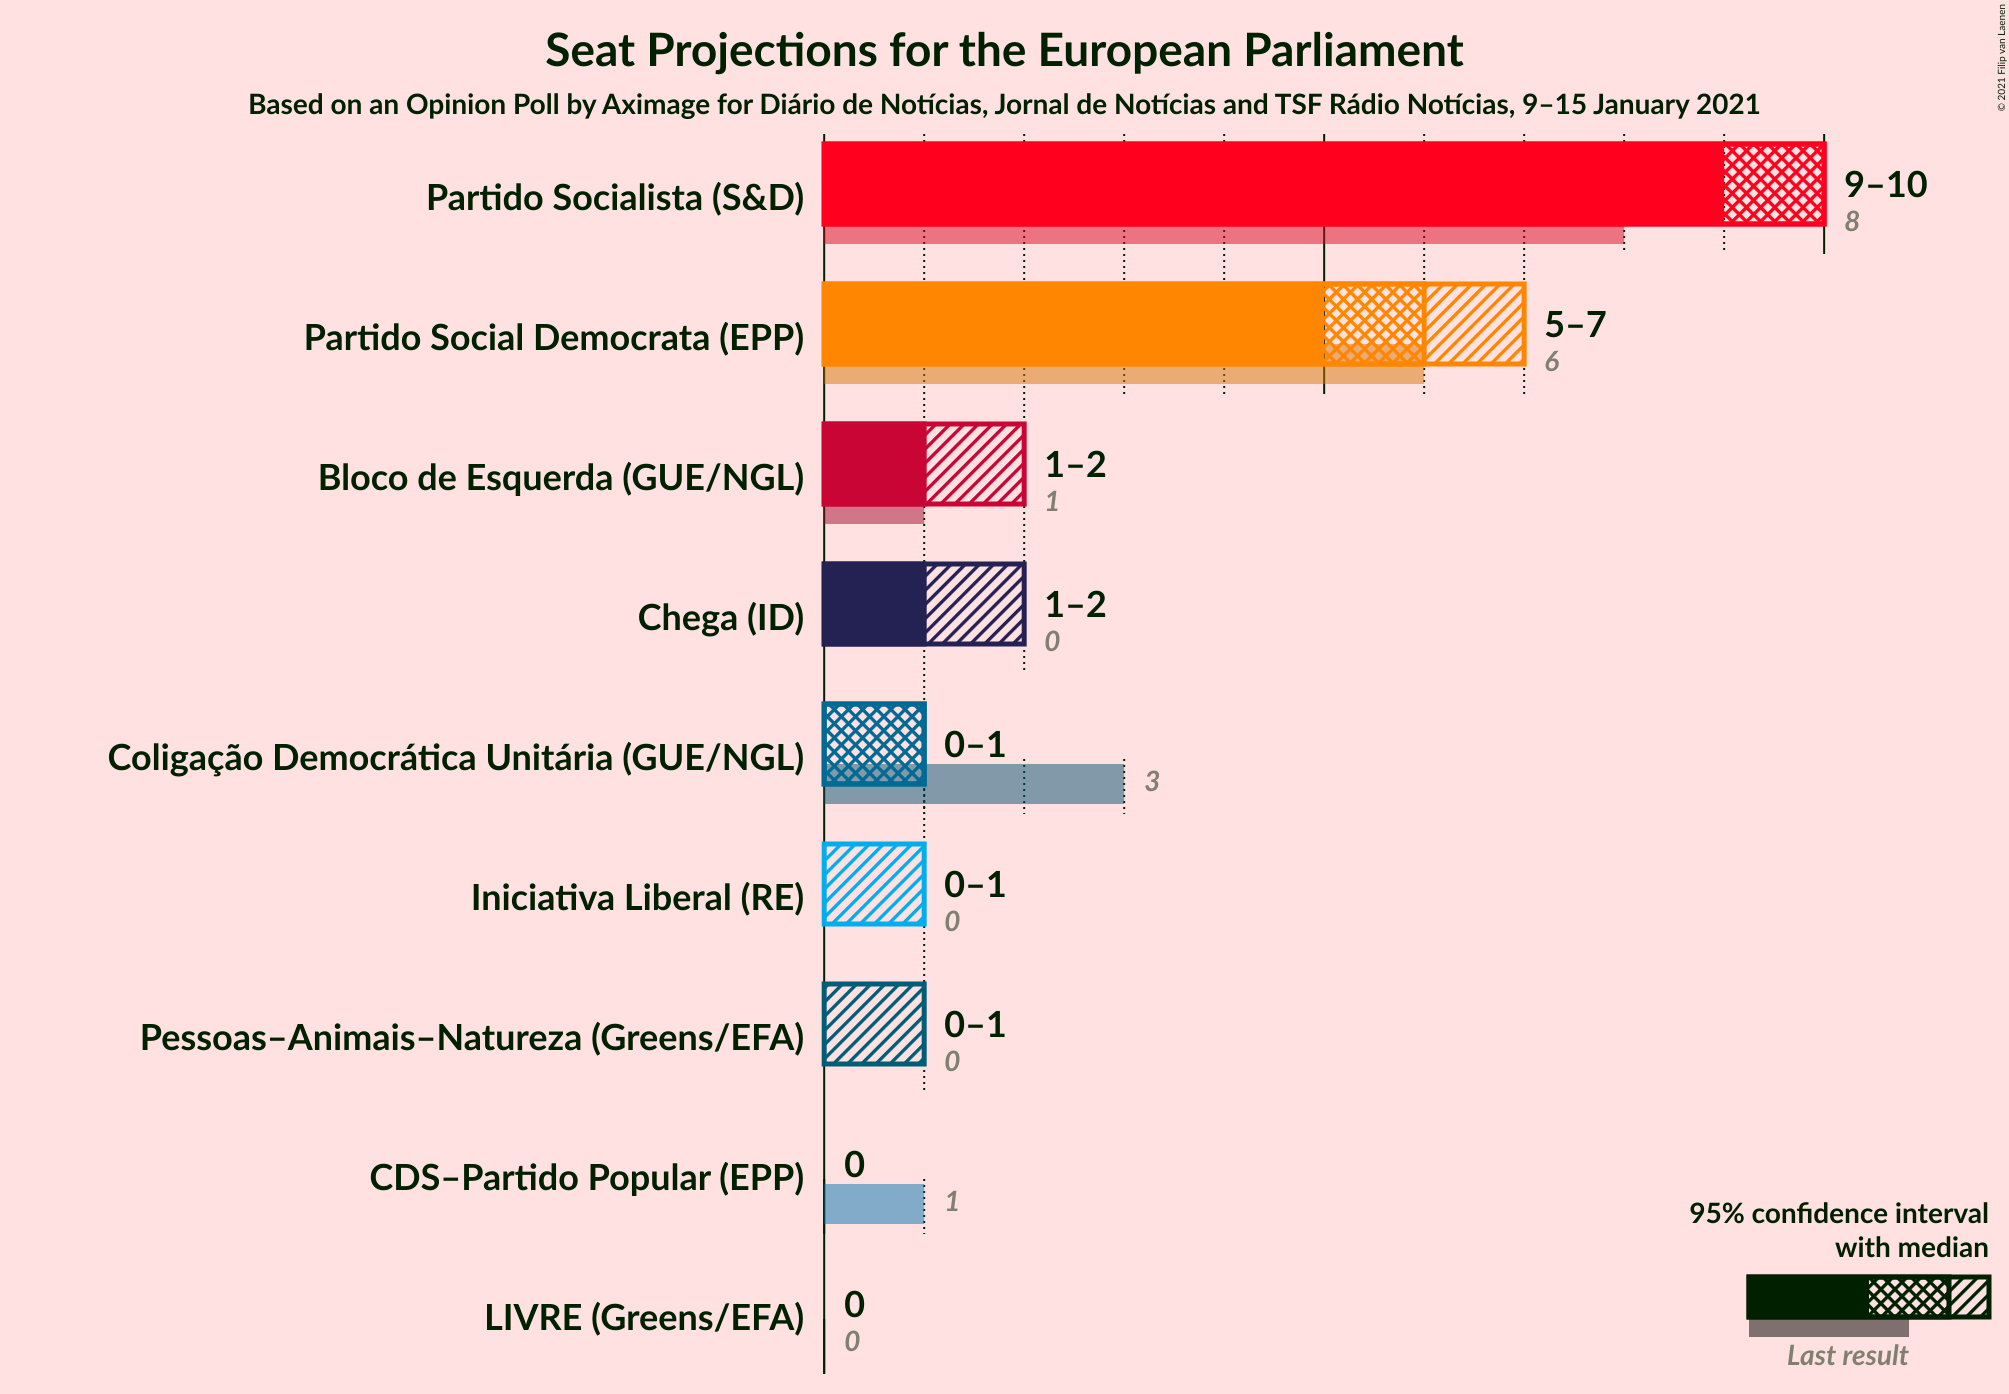 Seat Projections for the European Parliament
Based on an Opinion Poll by Aximage for Diário de Notícias, Jornal de Notícias and TSF Rádio Notícias, 9–15 January 2021
© 2021 Filip van Laenen
Partido Socialista (S&D)
9–10
8
Partido Social Democrata (EPP)
5–7
6
Bloco de Esquerda (GUE/NGL)
1–2
1
Chega (ID)
1–2
0
Coligação Democrática Unitária (GUE/NGL)
0–1
3
Iniciativa Liberal (RE)
0–1
0
Pessoas–Animais–Natureza (Greens/EFA)
0–1
0
CDS–Partido Popular (EPP)
0
1
LIVRE (Greens/EFA)
0
0
95% confidence interval
with median
Last result